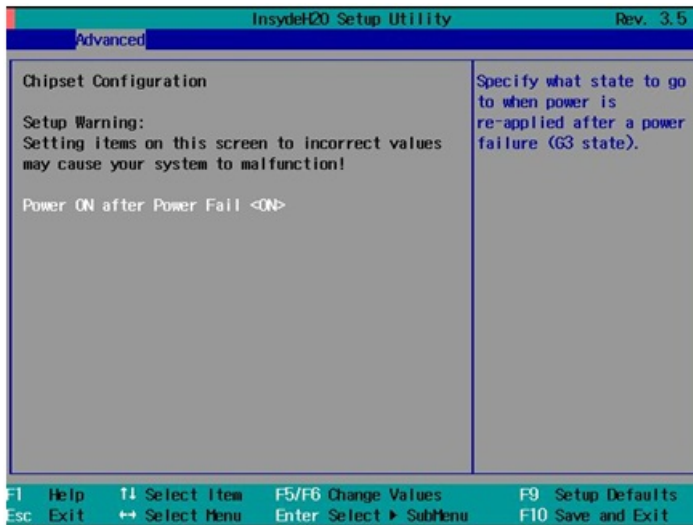 InsydeH20 Setup Utility Rev. 3.5
Advanced
Chipset Configuration
Setup Warning:
Setting items on this screen to incorrect values
may cause your system to malfunction!
Power ON after Power Fail <ON>
Specify what state to go
to when power is
re-applied after a power
failure (G3 state).
F1 Help ↑↓ Select Item F5/F6 Change Values F9 Setup Defaults
Esc Exit ↔ Select Menu Enter Select ▶ SubMenu F10 Save and Exit